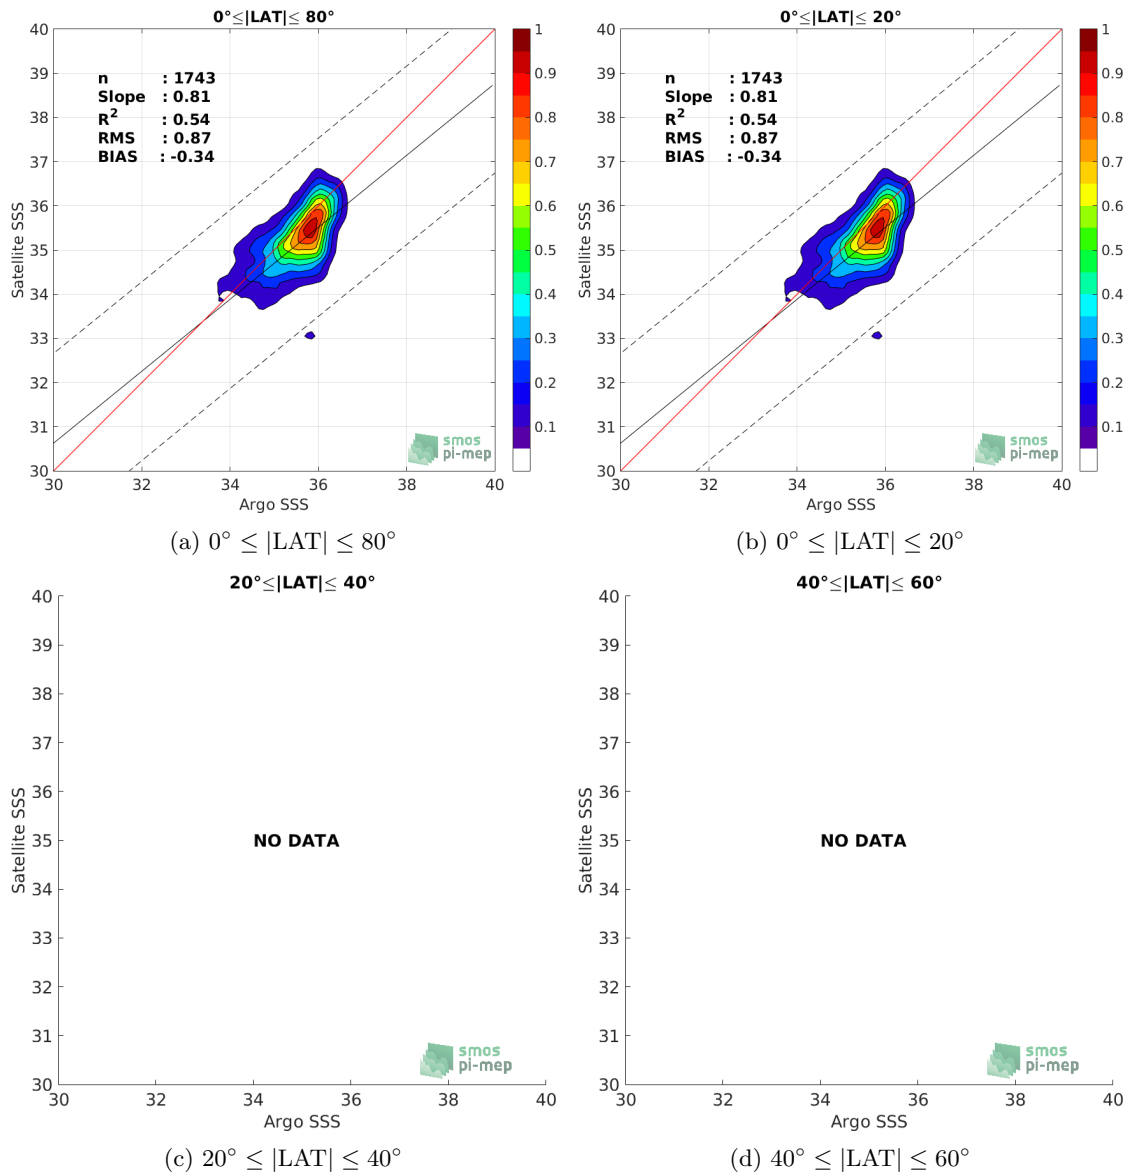 0°≤|LAT|≤ 80°
40
39
38
37
36
35
34
33
32
31
30
Satellite SSS
n : 1743
Slope : 0.81
R² : 0.54
RMS : 0.87
BIAS : -0.34
smos
pi-mep
30 32 34 36 38 40
Argo SSS
1
0.9
0.8
0.7
0.6
0.5
0.4
0.3
0.2
0.1
(a) 0° ≤ |LAT| ≤ 80°
0°≤|LAT|≤ 20°
40
39
38
37
36
35
34
33
32
31
30
Satellite SSS
n : 1743
Slope : 0.81
R² : 0.54
RMS : 0.87
BIAS : -0.34
smos
pi-mep
30 32 34 36 38 40
Argo SSS
1
0.9
0.8
0.7
0.6
0.5
0.4
0.3
0.2
0.1
(b) 0° ≤ |LAT| ≤ 20°
20°≤|LAT|≤ 40°
40
39
38
37
36
35
34
33
32
31
30
Satellite SSS
NO DATA
smos
pi-mep
30 32 34 36 38 40
Argo SSS
(c) 20° ≤ |LAT| ≤ 40°
40°≤|LAT|≤ 60°
40
39
38
37
36
35
34
33
32
31
30
Satellite SSS
NO DATA
smos
pi-mep
30 32 34 36 38 40
Argo SSS
(d) 40° ≤ |LAT| ≤ 60°